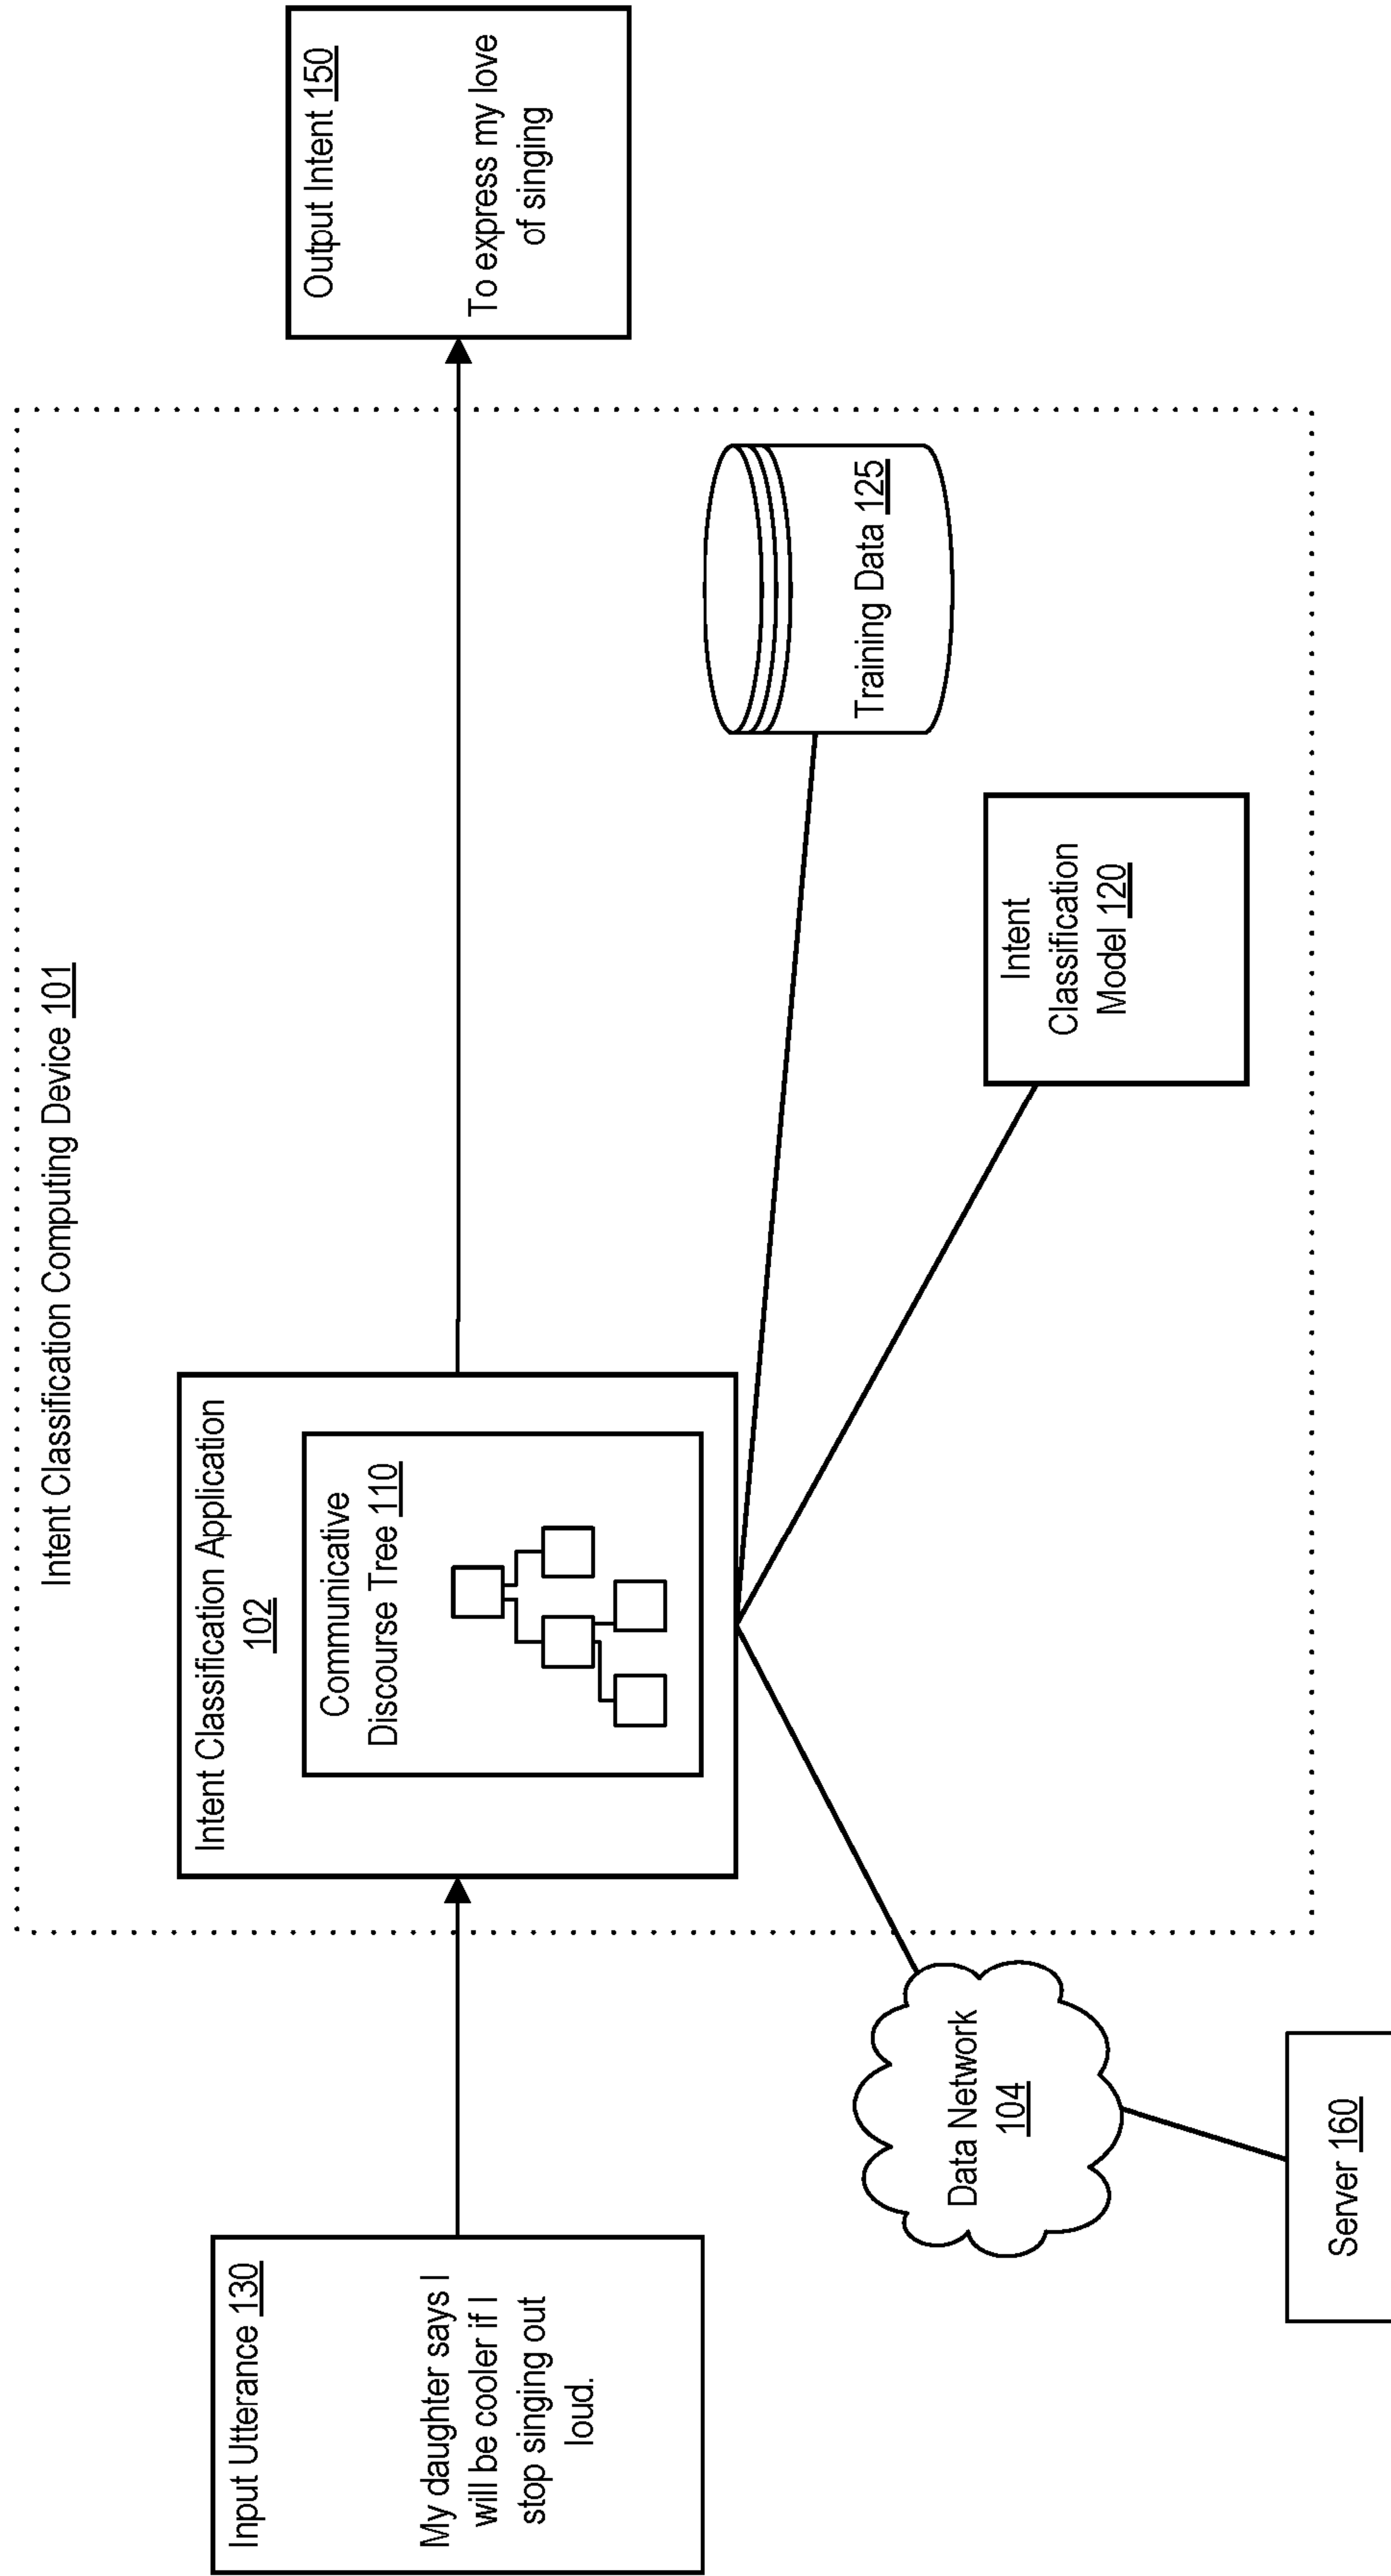 Intent Classification Computing Device 101
Input Utterance 130
My daughter says I
will be cooler if I
stop singing out
loud.
Intent Classification Application
102
Communicative
Discourse Tree 110
Output Intent 150
To express my love
of singing
Training Data 125
Intent
Classification
Model 120
Data Network
104
Server 160